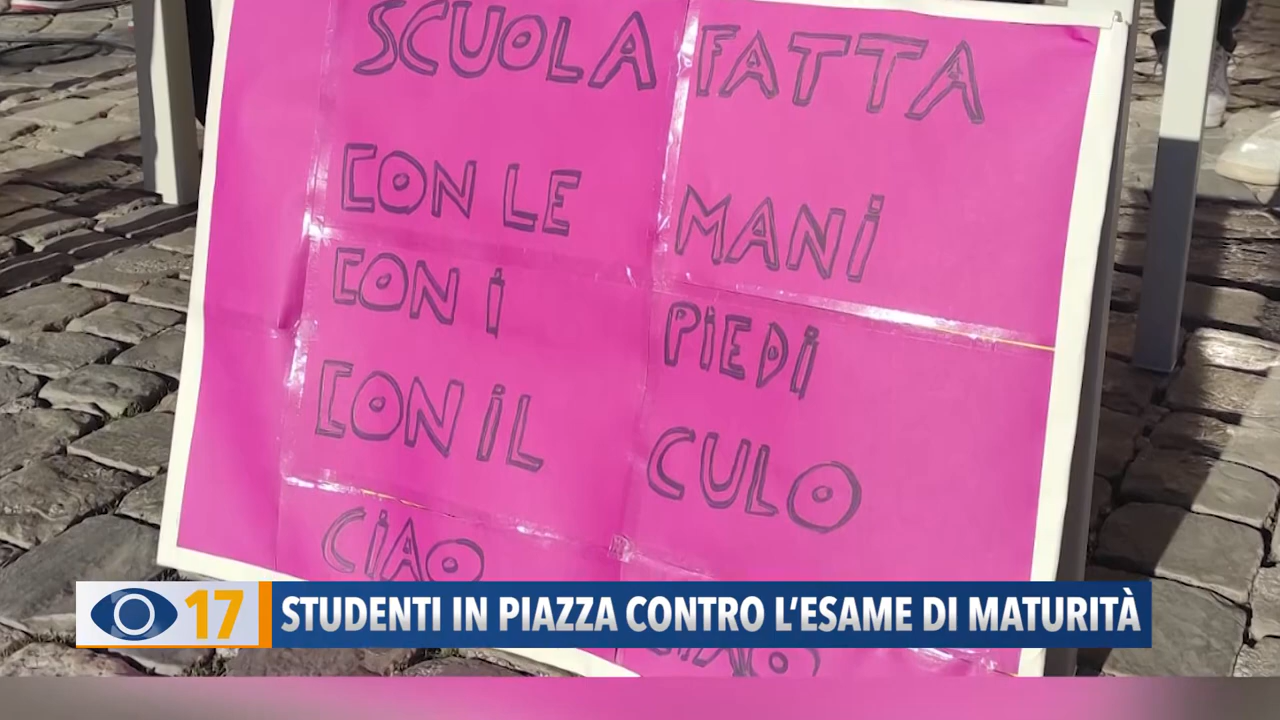 SCUOLA FATTA
CON LE MANI
CON I PIEDI
CON IL CULO
CIAO
17 STUDENTI IN PIAZZA CONTRO L'ESAME DI MATURITÀ
CIAO